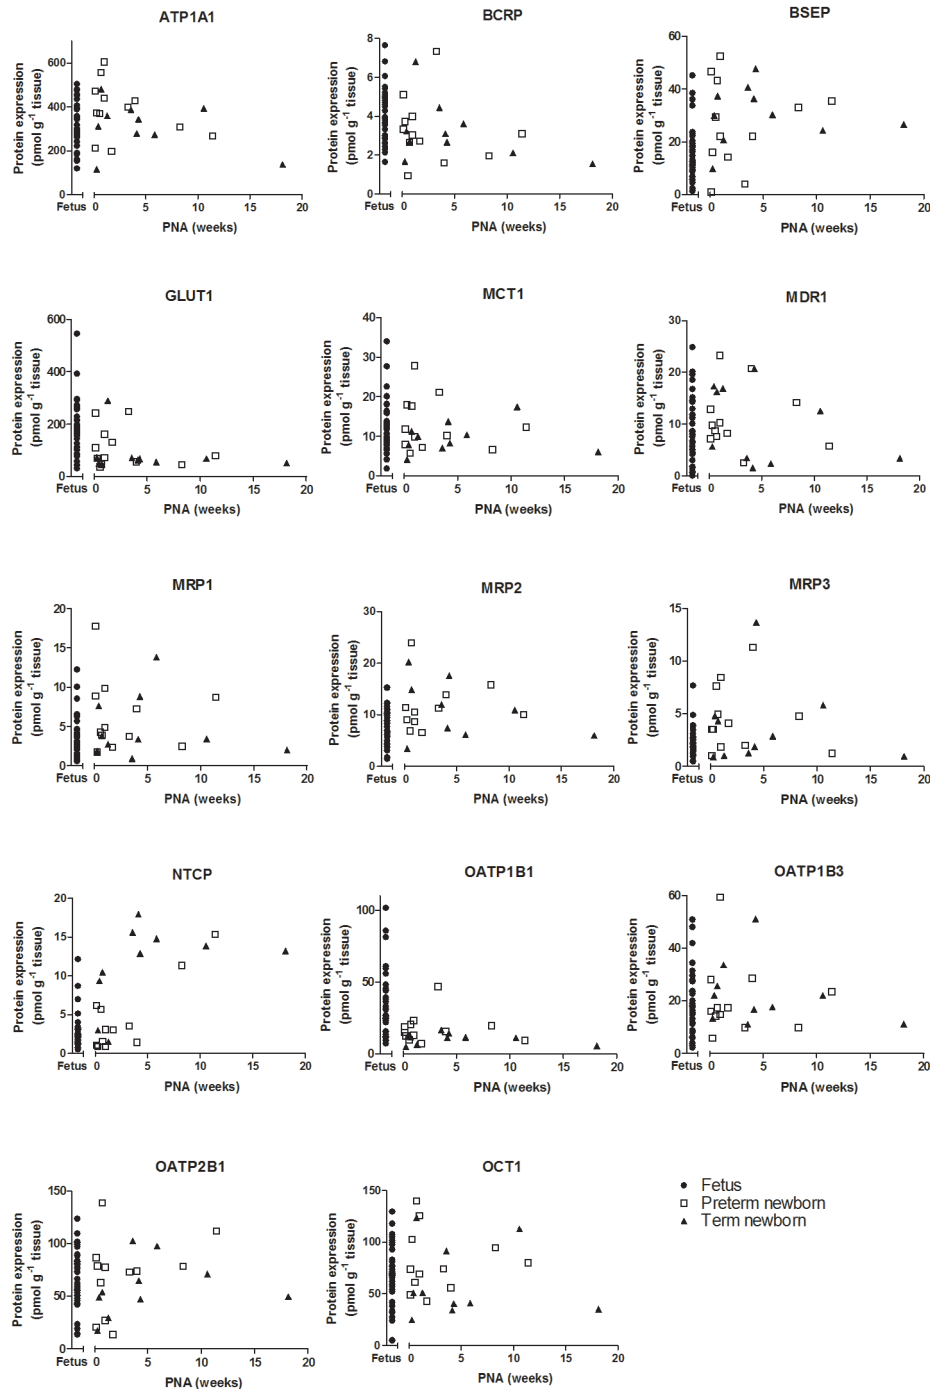 ATP1A1
Protein expression
(pmol g-1 tissue)
600
400
200
0
Fetus
0
5
10
15
20
PNA (weeks)
BCRP
Protein expression
(pmol g-1 tissue)
8
6
4
2
0
Fetus
0
5
10
15
20
PNA (weeks)
BSEP
Protein expression
(pmol g-1 tissue)
60
40
20
0
Fetus
0
5
10
15
20
PNA (weeks)
GLUT1
Protein expression
(pmol g-1 tissue)
600
400
200
0
Fetus
0
5
10
15
20
PNA (weeks)
MCT1
Protein expression
(pmol g-1 tissue)
40
30
20
10
0
Fetus
0
5
10
15
20
PNA (weeks)
MDR1
Protein expression
(pmol g-1 tissue)
30
20
10
0
Fetus
0
5
10
15
20
PNA (weeks)
MRP1
Protein expression
(pmol g-1 tissue)
20
15
10
5
0
Fetus
0
5
10
15
20
PNA (weeks)
MRP2
Protein expression
(pmol g-1 tissue)
30
20
10
0
Fetus
0
5
10
15
20
PNA (weeks)
MRP3
Protein expression
(pmol g-1 tissue)
15
10
5
0
Fetus
0
5
10
15
20
PNA (weeks)
NTCP
Protein expression
(pmol g-1 tissue)
20
15
10
5
0
Fetus
0
5
10
15
20
PNA (weeks)
OATP1B1
Protein expression
(pmol g-1 tissue)
100
50
0
Fetus
0
5
10
15
20
PNA (weeks)
OATP1B3
Protein expression
(pmol g-1 tissue)
60
40
20
0
Fetus
0
5
10
15
20
PNA (weeks)
OATP2B1
Protein expression
(pmol g-1 tissue)
150
100
50
0
Fetus
0
5
10
15
20
PNA (weeks)
OCT1
Protein expression
(pmol g-1 tissue)
150
100
50
0
Fetus
0
5
10
15
20
PNA (weeks)
Fetus
Preterm newborn
Term newborn